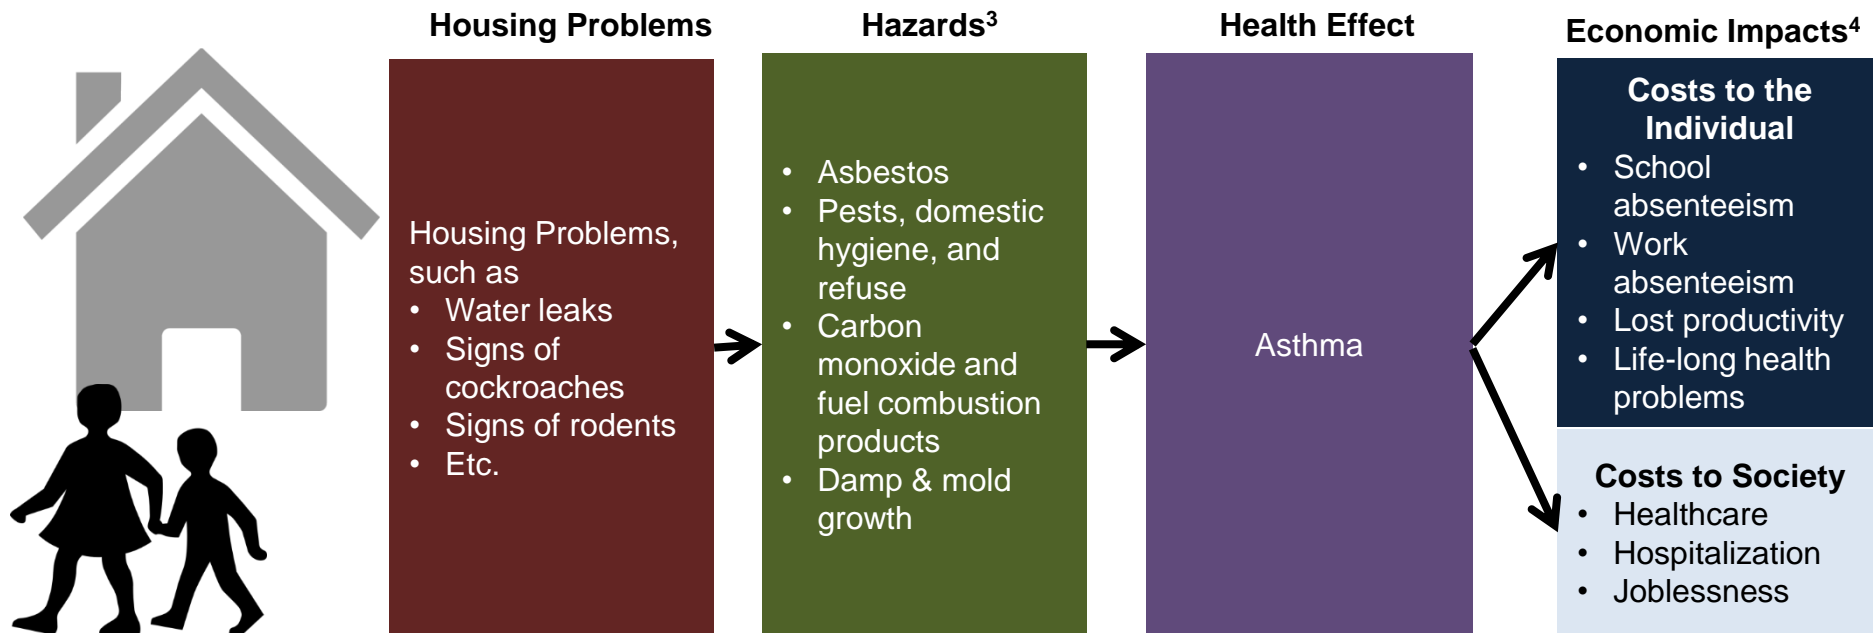 Housing Problems
Housing Problems,
such as
• Water leaks
• Signs of
cockroaches
• Signs of rodents
• Etc.
Hazards³
• Asbestos
• Pests, domestic
hygiene, and
refuse
• Carbon
monoxide and
fuel combustion
products
• Damp & mold
growth
Health Effect
Asthma
Economic Impacts⁴
Costs to the
Individual
• School
absenteeism
• Work
absenteeism
• Lost productivity
• Life-long health
problems
Costs to Society
• Healthcare
• Hospitalization
• Joblessness